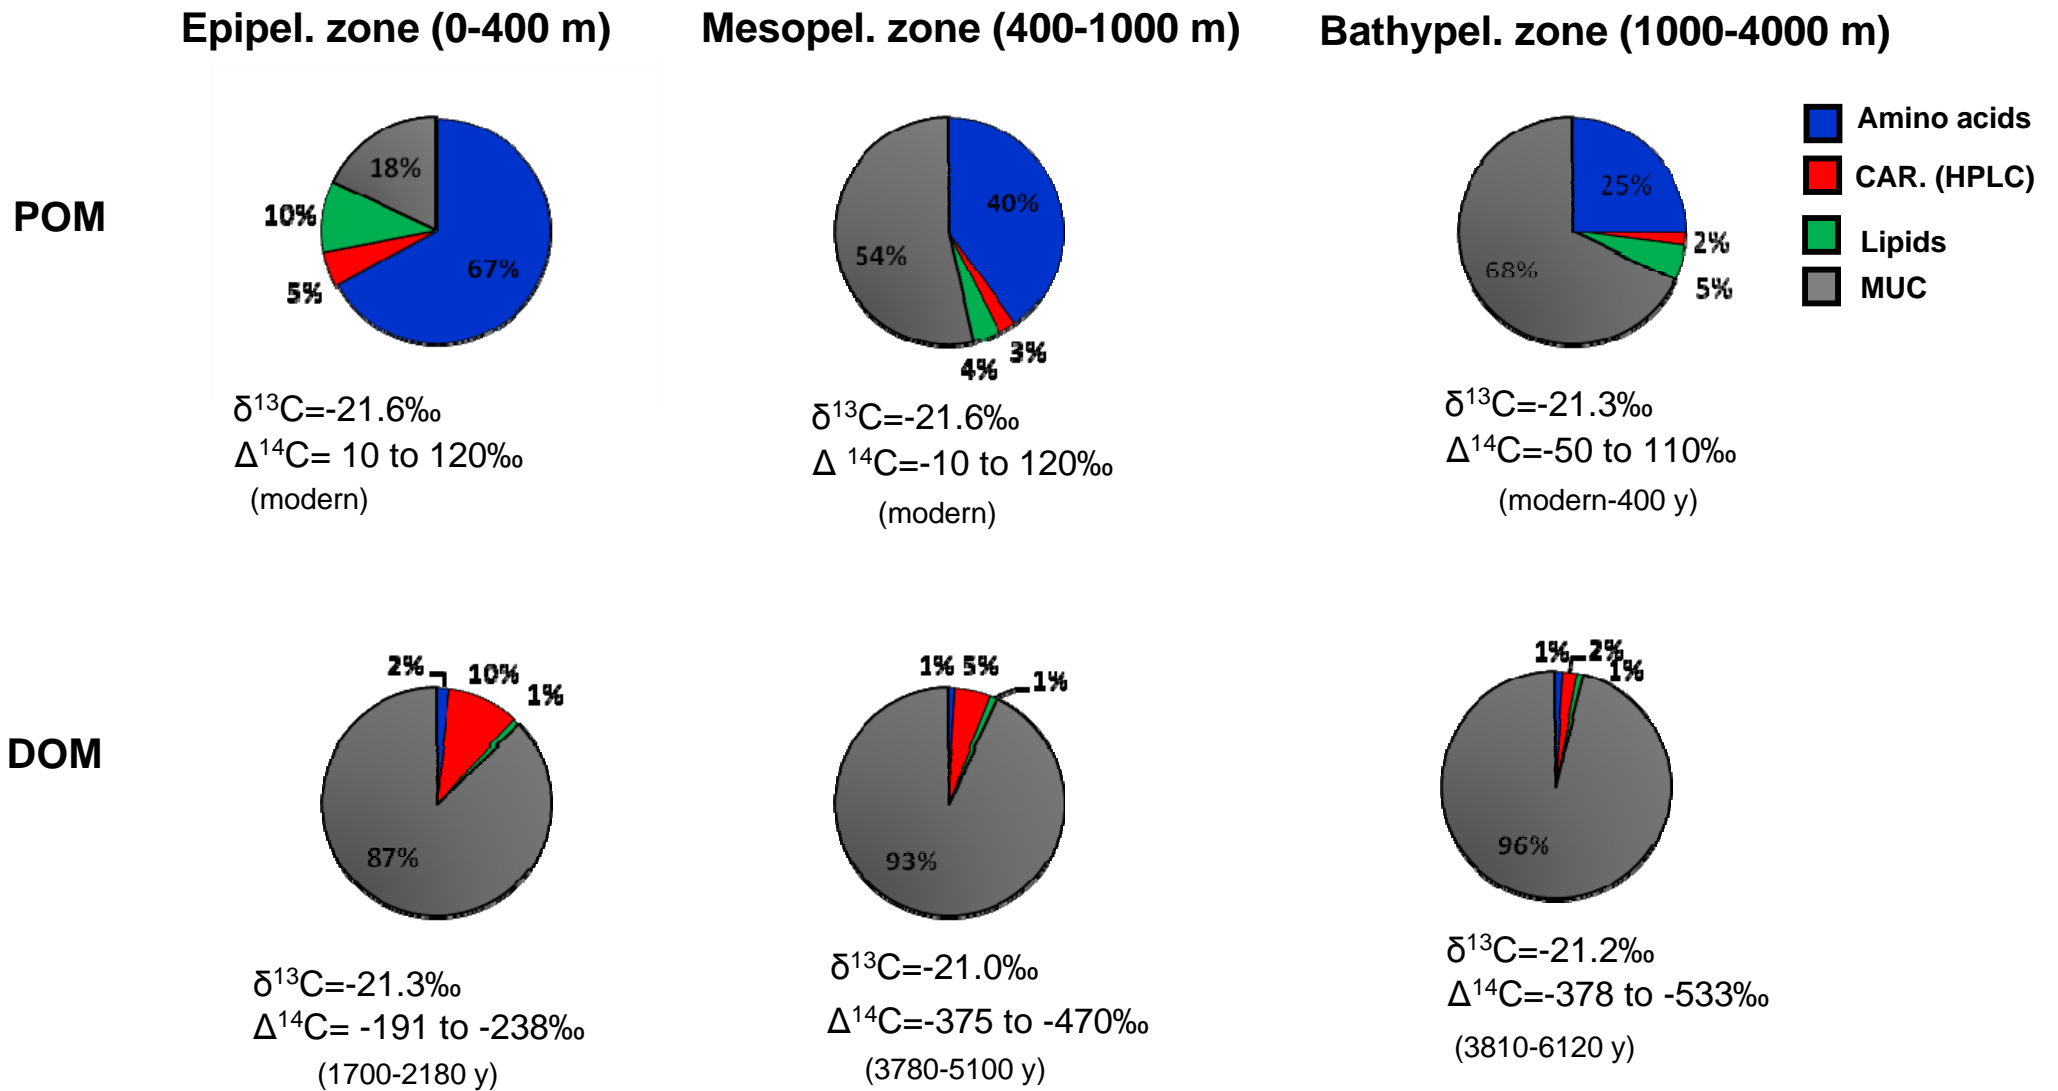 Epipel. zone (0-400 m)
Mesopel. zone (400-1000 m)
Bathypel. zone (1000-4000 m)
POM
18%
10%
5%
67%
40%
54%
4%
3%
25%
2%
5%
68%
Amino acids
CAR. (HPLC)
Lipids
MUC
δ¹³C=-21.6‰
Δ¹⁴C= 10 to 120‰
(modern)
δ¹³C=-21.6‰
Δ ¹⁴C=-10 to 120‰
(modern)
δ¹³C=-21.3‰
Δ¹⁴C=-50 to 110‰
(modern-400 y)
DOM
2%
10%
1%
87%
1%
5%
1%
93%
1%
2%
1%
96%
δ¹³C=-21.3‰
Δ¹⁴C= -191 to -238‰
(1700-2180 y)
δ¹³C=-21.0‰
Δ¹⁴C=-375 to -470‰
(3780-5100 y)
δ¹³C=-21.2‰
Δ¹⁴C=-378 to -533‰
(3810-6120 y)